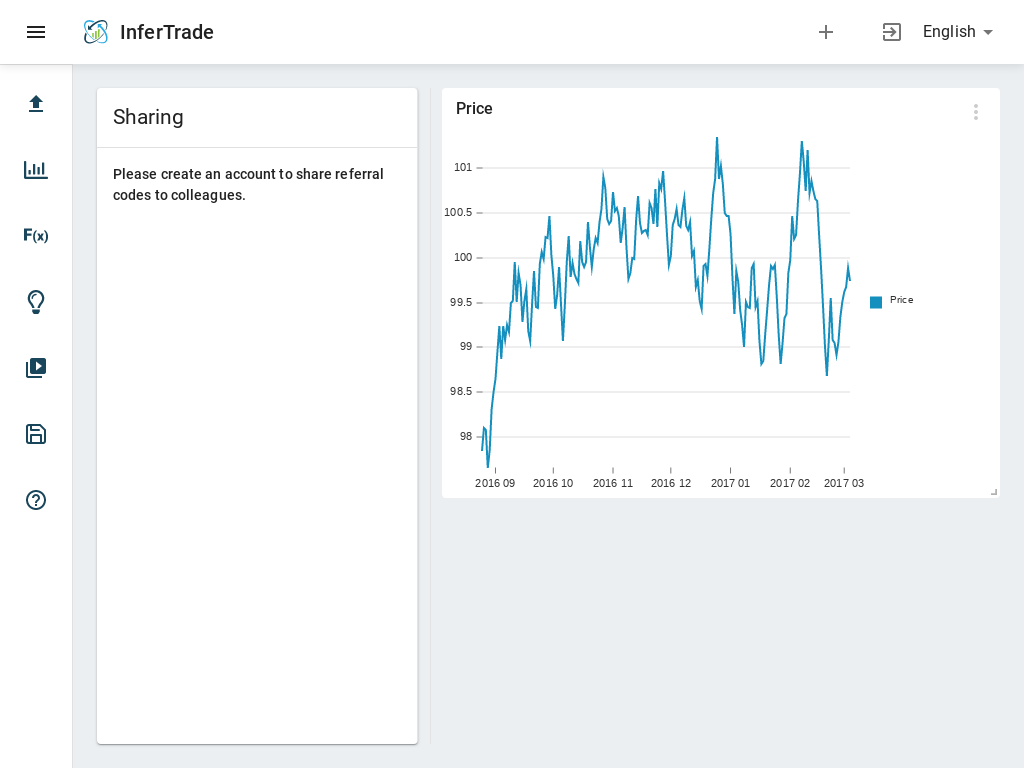 InferTrade
English
F(x)
Sharing
Please create an account to share referral
codes to colleagues.
Price
101
100.5
100
99.5
99
98.5
98
2016 09
2016 10
2016 11
2016 12
2017 01
2017 02
2017 03
Price